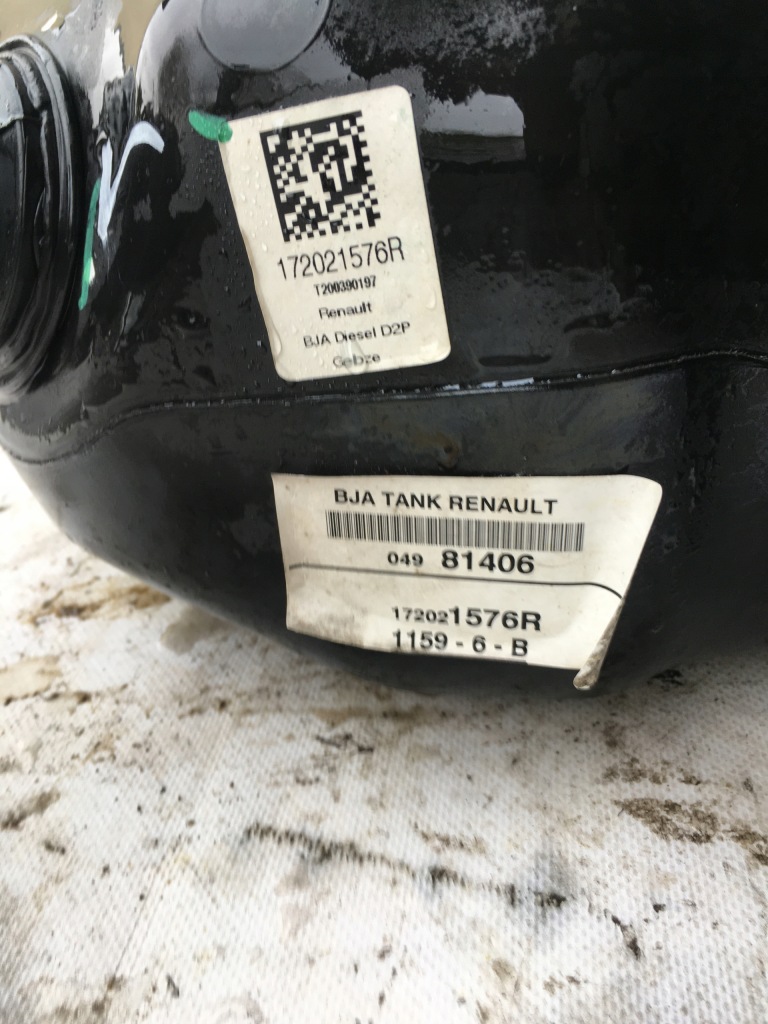 172021576R
T200390197
Renault
BJA Diesel D2P
Gebze
BJA TANK RENAULT
049 81406
172021576R
1159 - 6 - B